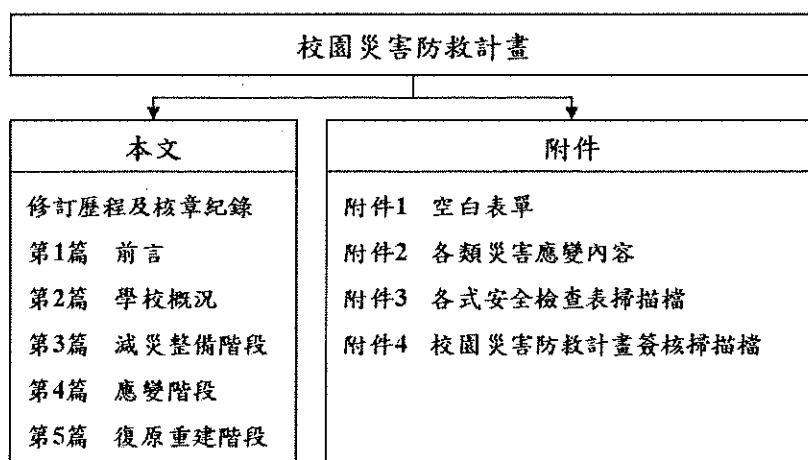 校園災害防救計畫
本文
修訂歷程及核章紀錄
第1篇 前言
第2篇 學校概況
第3篇 減災整備階段
第4篇 應變階段
第5篇 復原重建階段
附件
附件1 空白表單
附件2 各類災害應變內容
附件3 各式安全檢查表掃描檔
附件4 校園災害防救計畫簽核掃描檔